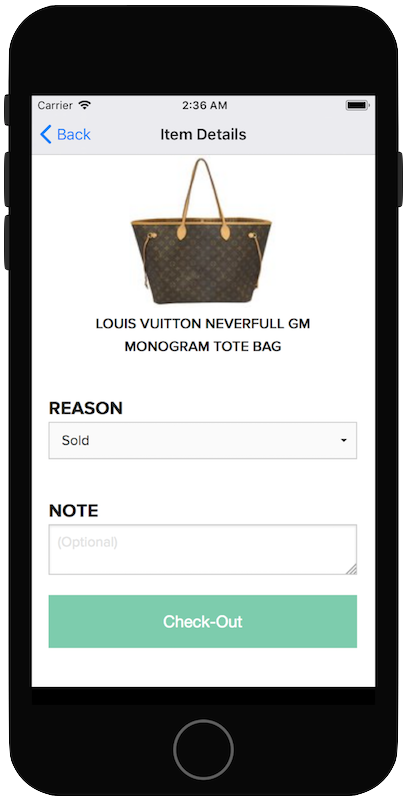 Carrier 2:36 AM
Back Item Details
LOUIS VUITTON NEVERFULL GM
MONOGRAM TOTE BAG
REASON
Sold
NOTE
(Optional)
Check-Out